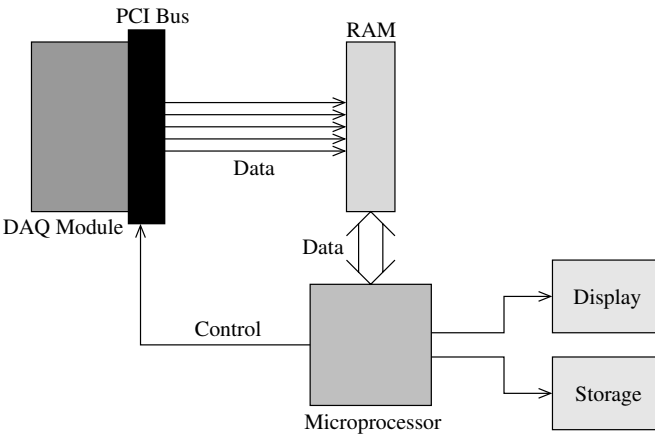 PCI Bus
RAM
Data
DAQ Module
Data
Display
Control
Storage
Microprocessor